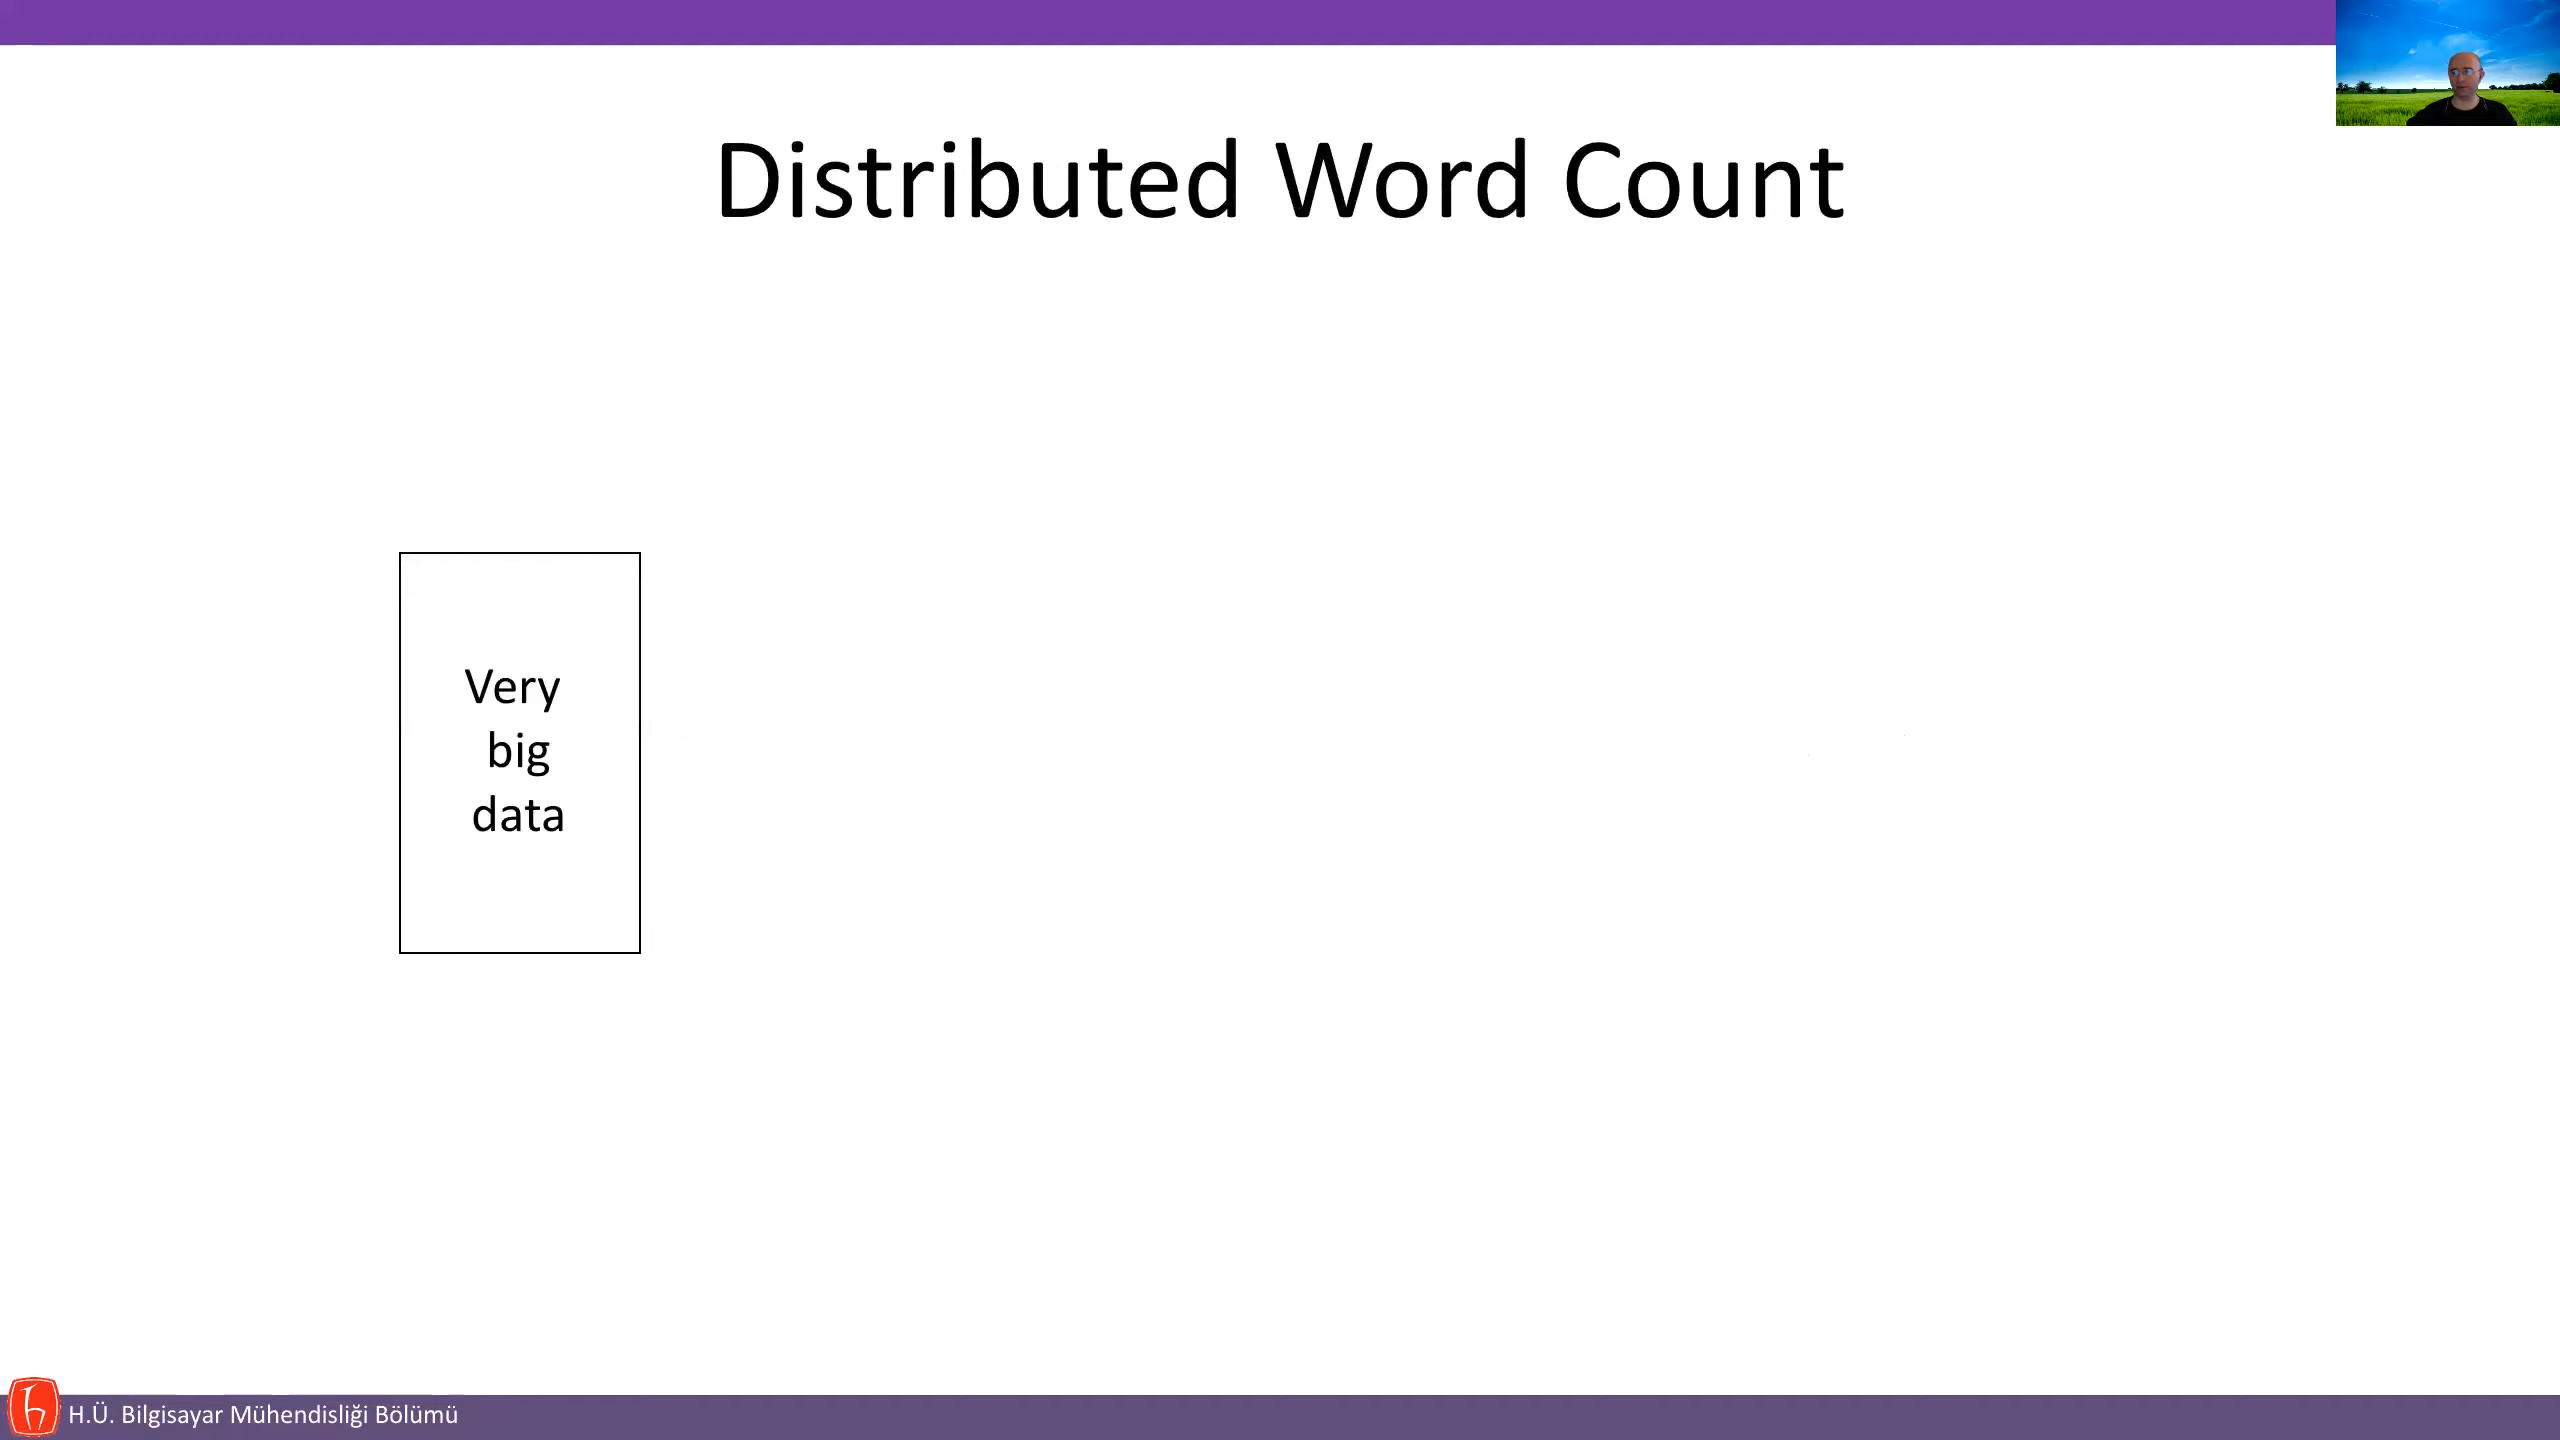 Distributed Word Count
Very
big
data
H.Ü. Bilgisayar Mühendisliği Bölümü